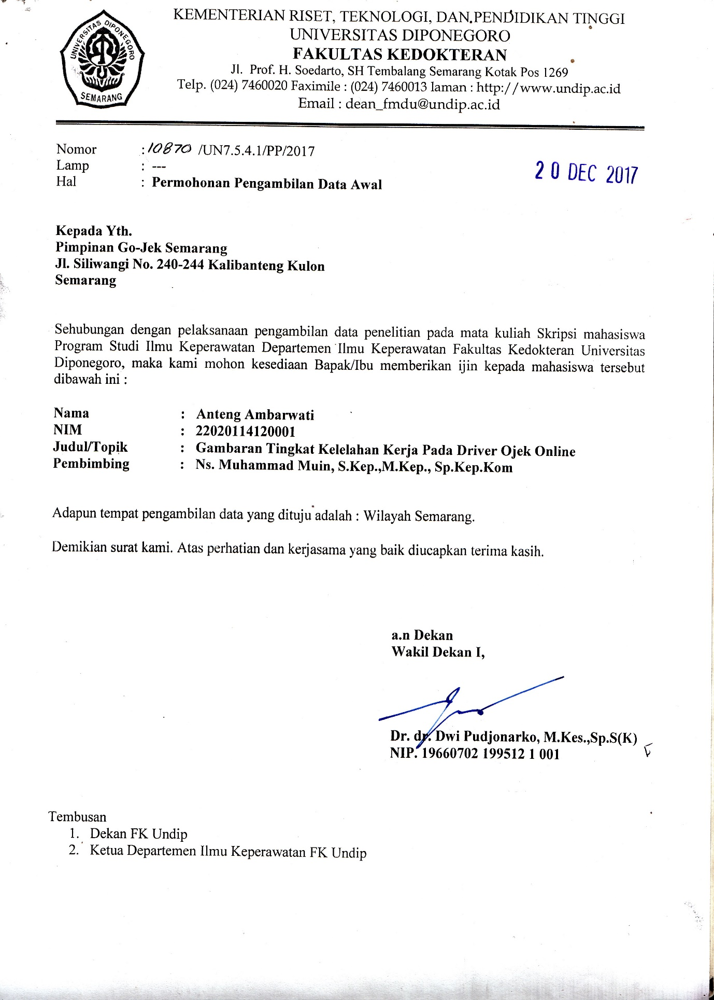 UNIVERSITAS DIPONEGORO
SEMARANG
KEMENTERIAN RISET, TEKNOLOGI, DAN PENDIDIKAN TINGGI
UNIVERSITAS DIPONEGORO
FAKULTAS KEDOKTERAN
Jl. Prof. H. Soedarto, SH Tembalang Semarang Kotak Pos 1269
Telp. (024) 7460020 Faximile : (024) 7460013 laman : http://www.undip.ac.id
Email : dean_fmdu@undip.ac.id
Nomor : 10870 /UN7.5.4.1/PP/2017
Lamp : ---
20 DEC 2017
Hal : Permohonan Pengambilan Data Awal
Kepada Yth.
Pimpinan Go-Jek Semarang
Jl. Siliwangi No. 240-244 Kalibanteng Kulon
Semarang
Sehubungan dengan pelaksanaan pengambilan data penelitian pada mata kuliah Skripsi mahasiswa
Program Studi Ilmu Keperawatan Departemen Ilmu Keperawatan Fakultas Kedokteran Universitas
Diponegoro, maka kami mohon kesediaan Bapak/Ibu memberikan ijin kepada mahasiswa tersebut
dibawah ini :
Nama : Anteng Ambarwati
NIM : 22020114120001
Judul/Topik : Gambaran Tingkat Kelelahan Kerja Pada Driver Ojek Online
Pembimbing : Ns. Muhammad Muin, S.Kep.,M.Kep., Sp.Kep.Kom
Adapun tempat pengambilan data yang dituju adalah : Wilayah Semarang.
Demikian surat kami. Atas perhatian dan kerjasama yang baik diucapkan terima kasih.
a.n Dekan
Wakil Dekan I,
Dr. dr. Dwi Pudjonarko, M.Kes.,Sp.S(K)
NIP. 19660702 199512 1 001
Tembusan
1. Dekan FK Undip
2. Ketua Departemen Ilmu Keperawatan FK Undip